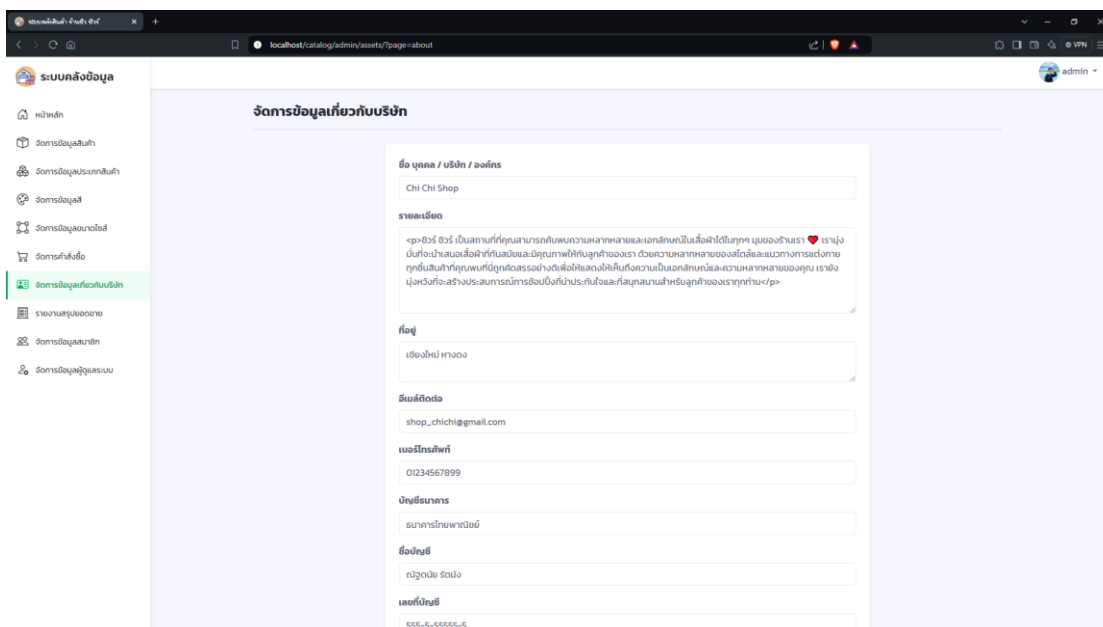 ระบบคลังสินค้า ร้านชิว ชิวร์
localhost/catalog/admin/assets/?page=about
VPN
ระบบคลังข้อมูล
admin
หน้าหลัก
จัดการข้อมูลสินค้า
จัดการข้อมูลประเภทสินค้า
จัดการข้อมูลสี
จัดการข้อมูลขนาดไซส์
จัดการคำสั่งซื้อ
จัดการข้อมูลเกี่ยวกับบริษัท
รายงานสรุปยอดขาย
จัดการข้อมูลสมาชิก
จัดการข้อมูลผู้ดูแลระบบ
จัดการข้อมูลเกี่ยวกับบริษัท
ชื่อ บุคคล / บริษัท / องค์กร
Chi Chi Shop
รายละเอียด
<p>ชิวร์ ชิวร์ เป็นสถานที่ที่คุณสามารถค้นพบความหลากหลายและเอกลักษณ์ในเสื้อผ้าได้ในทุกๆ มุมของร้านเรา ❤️ เรามุ่ง
มั่นที่จะนำเสนอเสื้อผ้าที่ทันสมัยและมีคุณภาพให้กับลูกค้าของเรา ด้วยความหลากหลายของสไตล์และแนวทางการแต่งกาย
ทุกชิ้นสินค้าที่คุณพบที่นี่ถูกคัดสรรอย่างดีเพื่อให้แสดงให้เห็นถึงความเป็นเอกลักษณ์และความหลากหลายของคุณ เรายัง
มุ่งหวังที่จะสร้างประสบการณ์การช้อปปิ้งที่น่าประทับใจและที่สนุกสนานสำหรับลูกค้าของเราทุกท่าน</p>
ที่อยู่
เชียงใหม่ หางดง
อีเมล์ติดต่อ
shop_chichi@gmail.com
เบอร์โทรศัพท์
01234567899
บัญชีธนาคาร
ธนาคารไทยพาณิชย์
ชื่อบัญชี
ณัฐดนัย รัตนัง
เลขที่บัญชี
555-5-55555-5